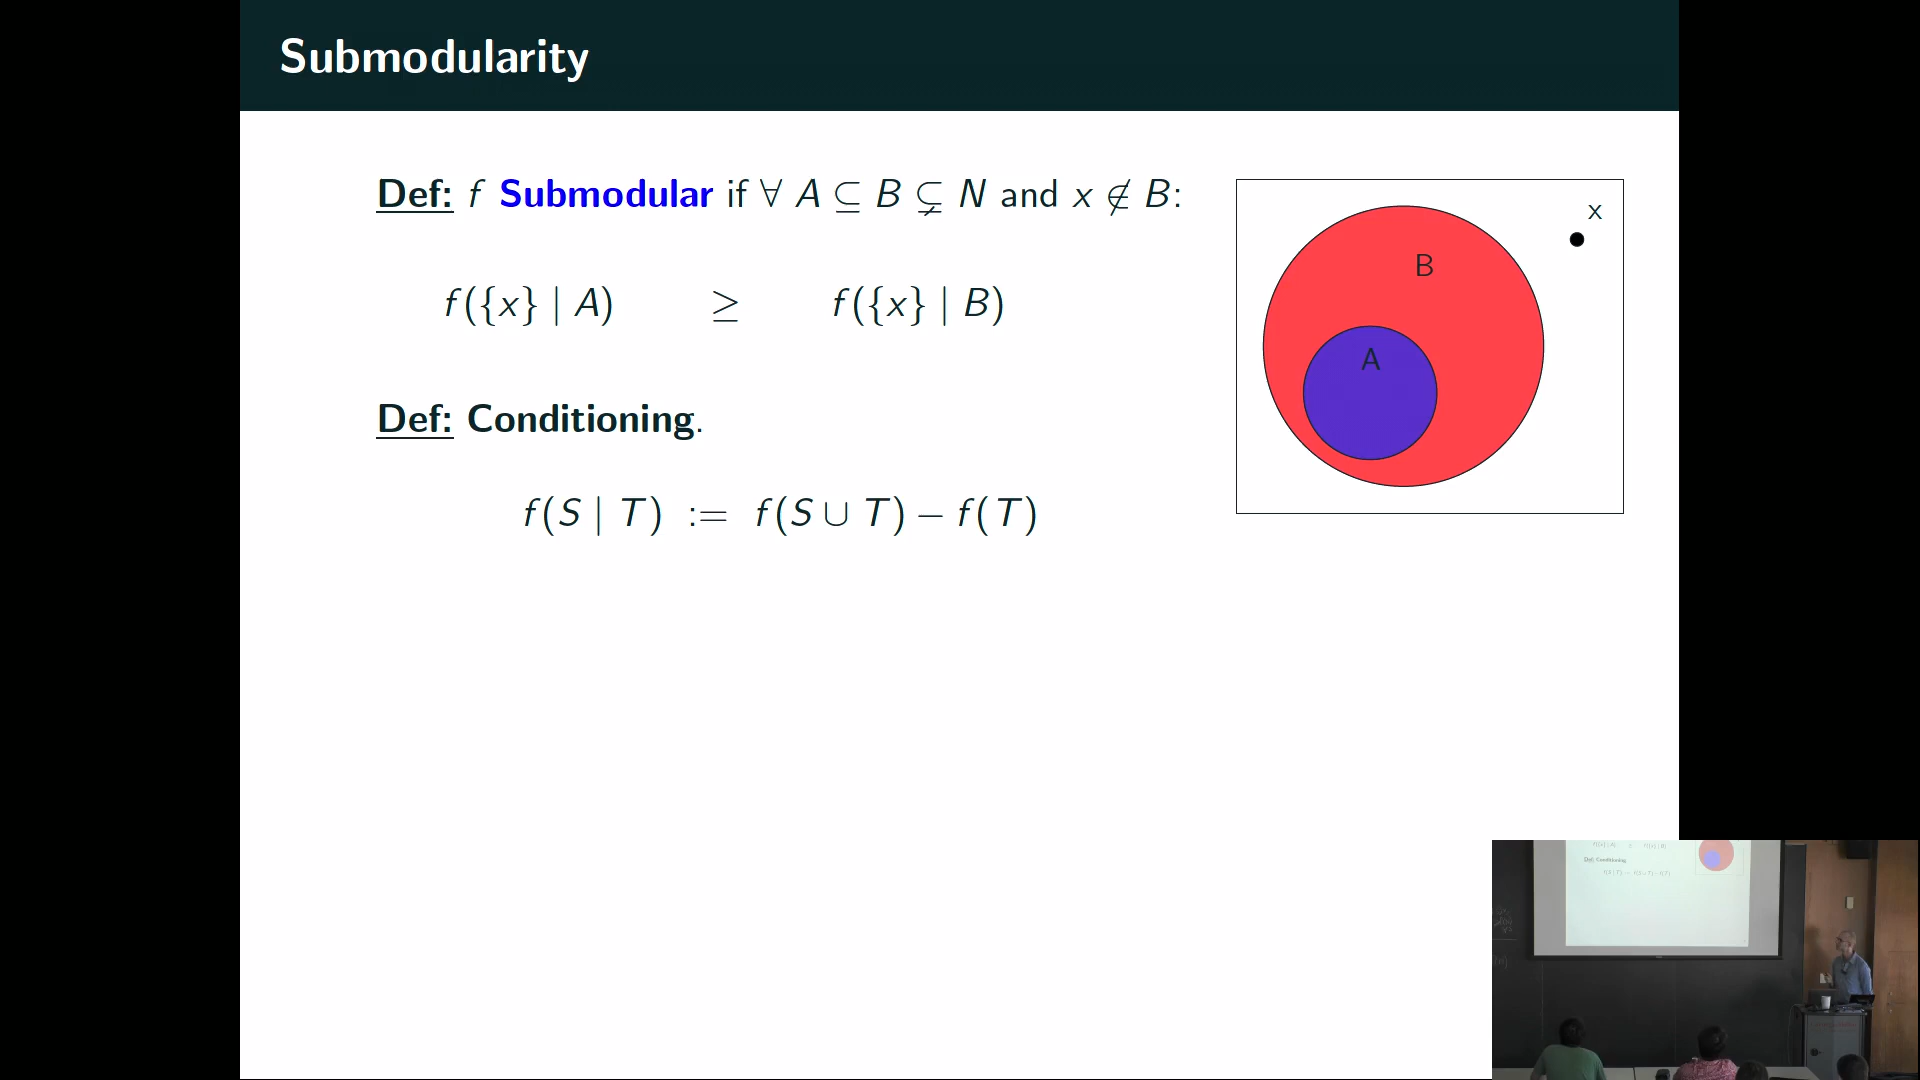 Submodularity
Def: f Submodular if ∀ A ⊆ B ⊊ N and x ∉ B:
f({x} | A) ≥ f({x} | B)
Def: Conditioning.
f(S | T) := f(S ∪ T) − f(T)
x
B
A